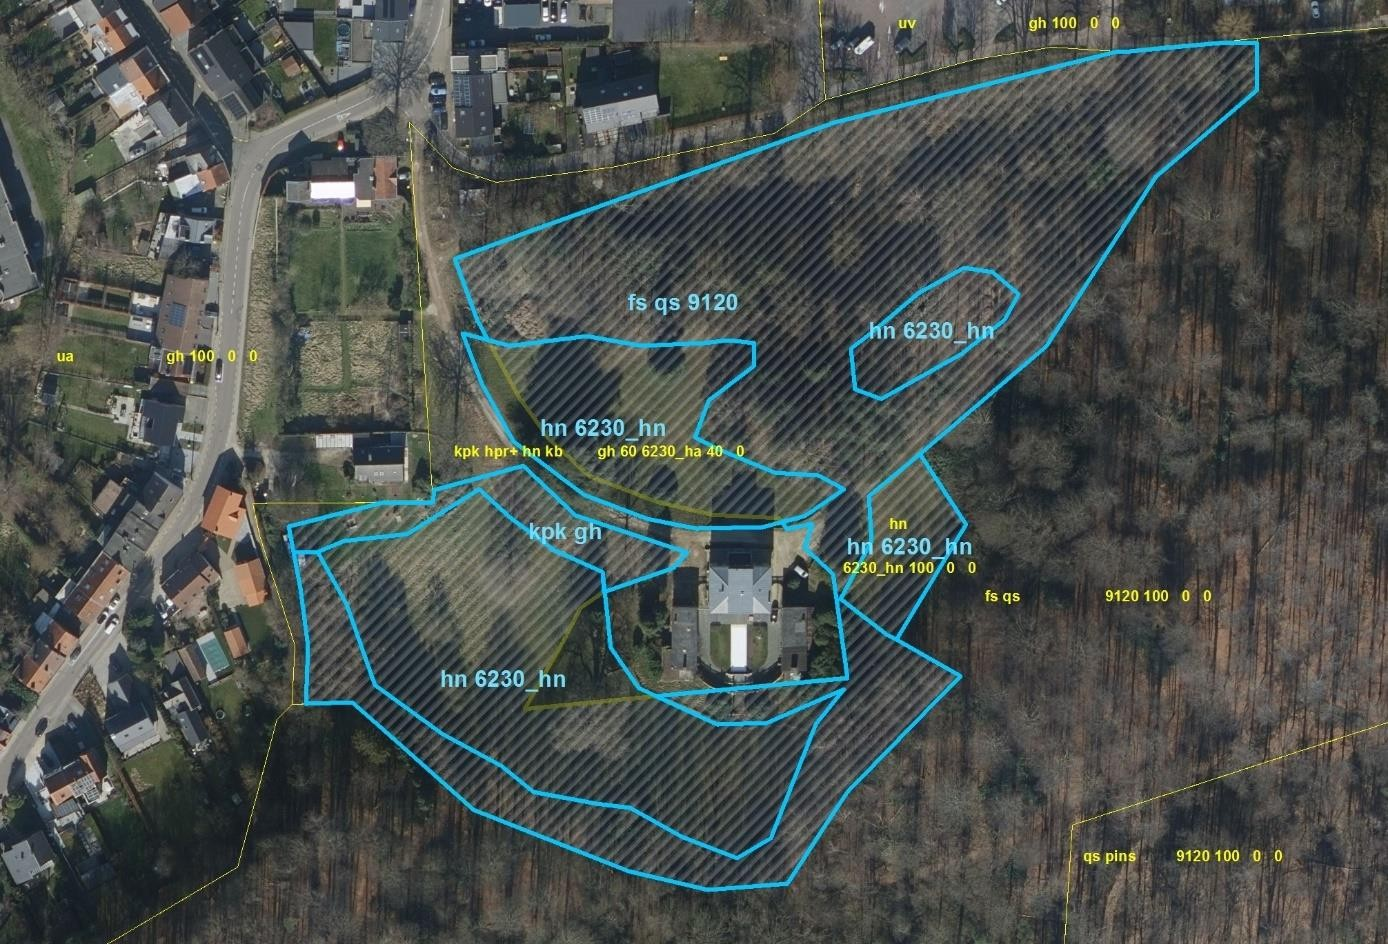 uv gh 100 0 0
fs qs 9120
hn 6230_hn
ua gh 100 0 0
hn 6230_hn
kpk hpr+ hn kb gh 60 6230_ha 40 0
kpk gh
hn
hn 6230_hn
6230_hn 100 0 0
fs qs 9120 100 0 0
hn 6230_hn
qs pins 9120 100 0 0